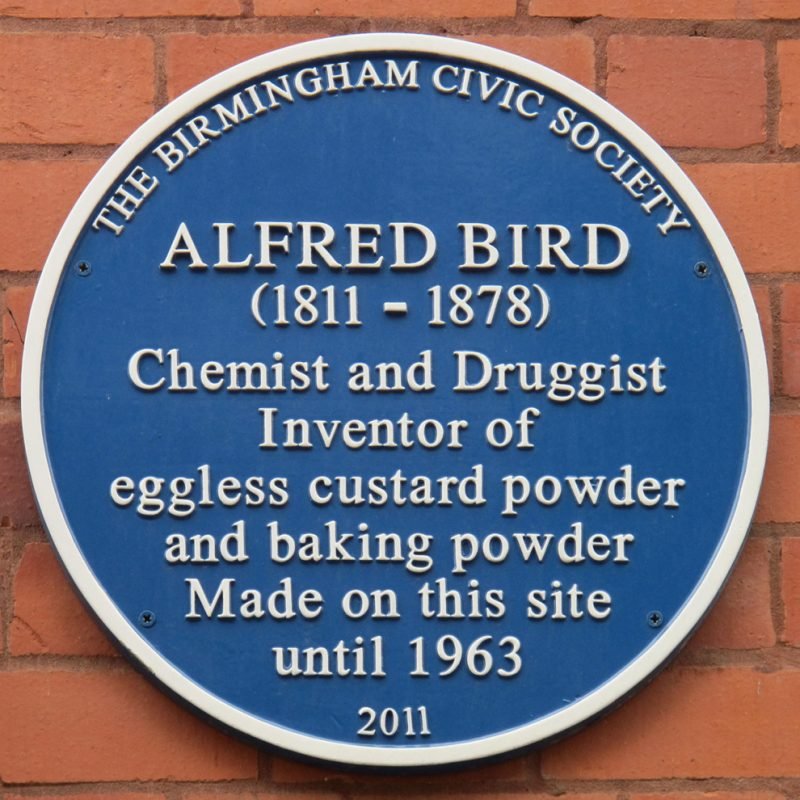 THE BIRMINGHAM CIVIC SOCIETY
ALFRED BIRD
(1811 - 1878)
Chemist and Druggist
Inventor of
eggless custard powder
and baking powder
Made on this site
until 1963
2011